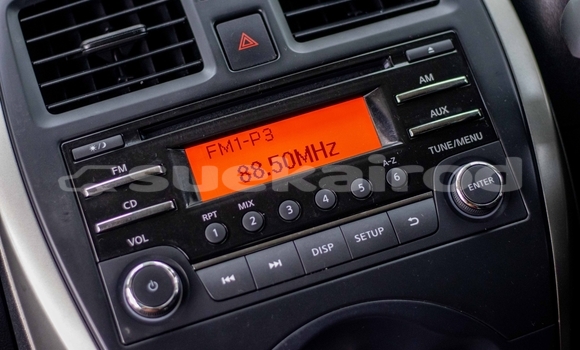 AM
FM1-P3
88.50MHz
AUX
FM
TUNE/MENU
A-Z
CD
ENTER
RPT MIX
1 2 3 4 5 6
VOL
DISP SETUP
suekairod